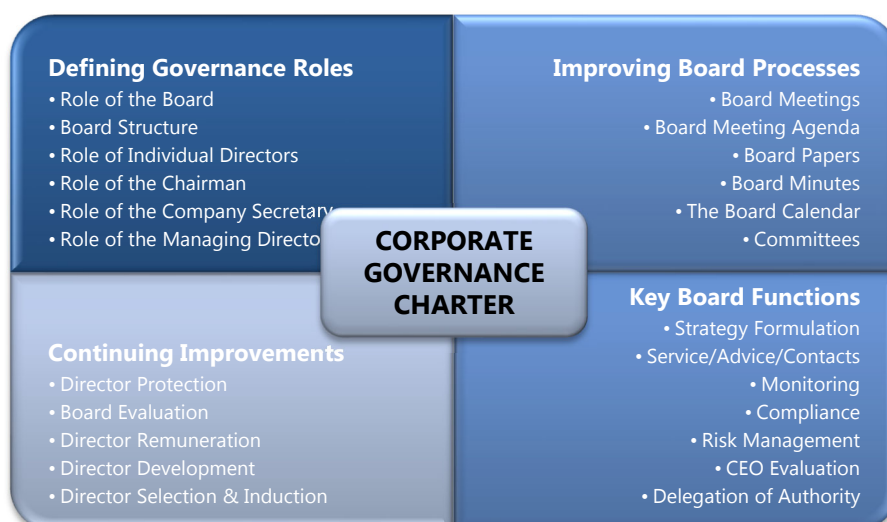 Defining Governance Roles
• Role of the Board
• Board Structure
• Role of Individual Directors
• Role of the Chairman
• Role of the Company Secretary
• Role of the Managing Directo
Improving Board Processes
• Board Meetings
• Board Meeting Agenda
• Board Papers
• Board Minutes
• The Board Calendar
• Committees
CORPORATE
GOVERNANCE
CHARTER
Continuing Improvements
• Director Protection
• Board Evaluation
• Director Remuneration
• Director Development
• Director Selection & Induction
Key Board Functions
• Strategy Formulation
• Service/Advice/Contacts
• Monitoring
• Compliance
• Risk Management
• CEO Evaluation
• Delegation of Authority